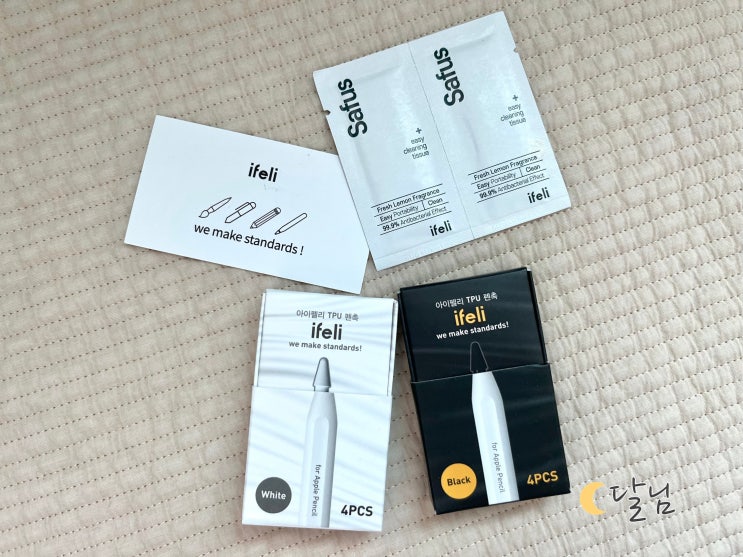 ifeli
we make standards !
Safus
+
easy
cleaning
tissue
Fresh Lemon Fragrance
Easy Portability | Clean
99.9% Antibacterial Effect
ifeli
Safus
+
easy
cleaning
tissue
Fresh Lemon Fragrance
Easy Portability | Clean
99.9% Antibacterial Effect
ifeli
아이펠리 TPU 펜촉
ifeli
we make standards!
for Apple Pencil
White
4PCS
아이펠리 TPU 펜촉
ifeli
we make standards!
for Apple Pencil
Black
4PCS
달님